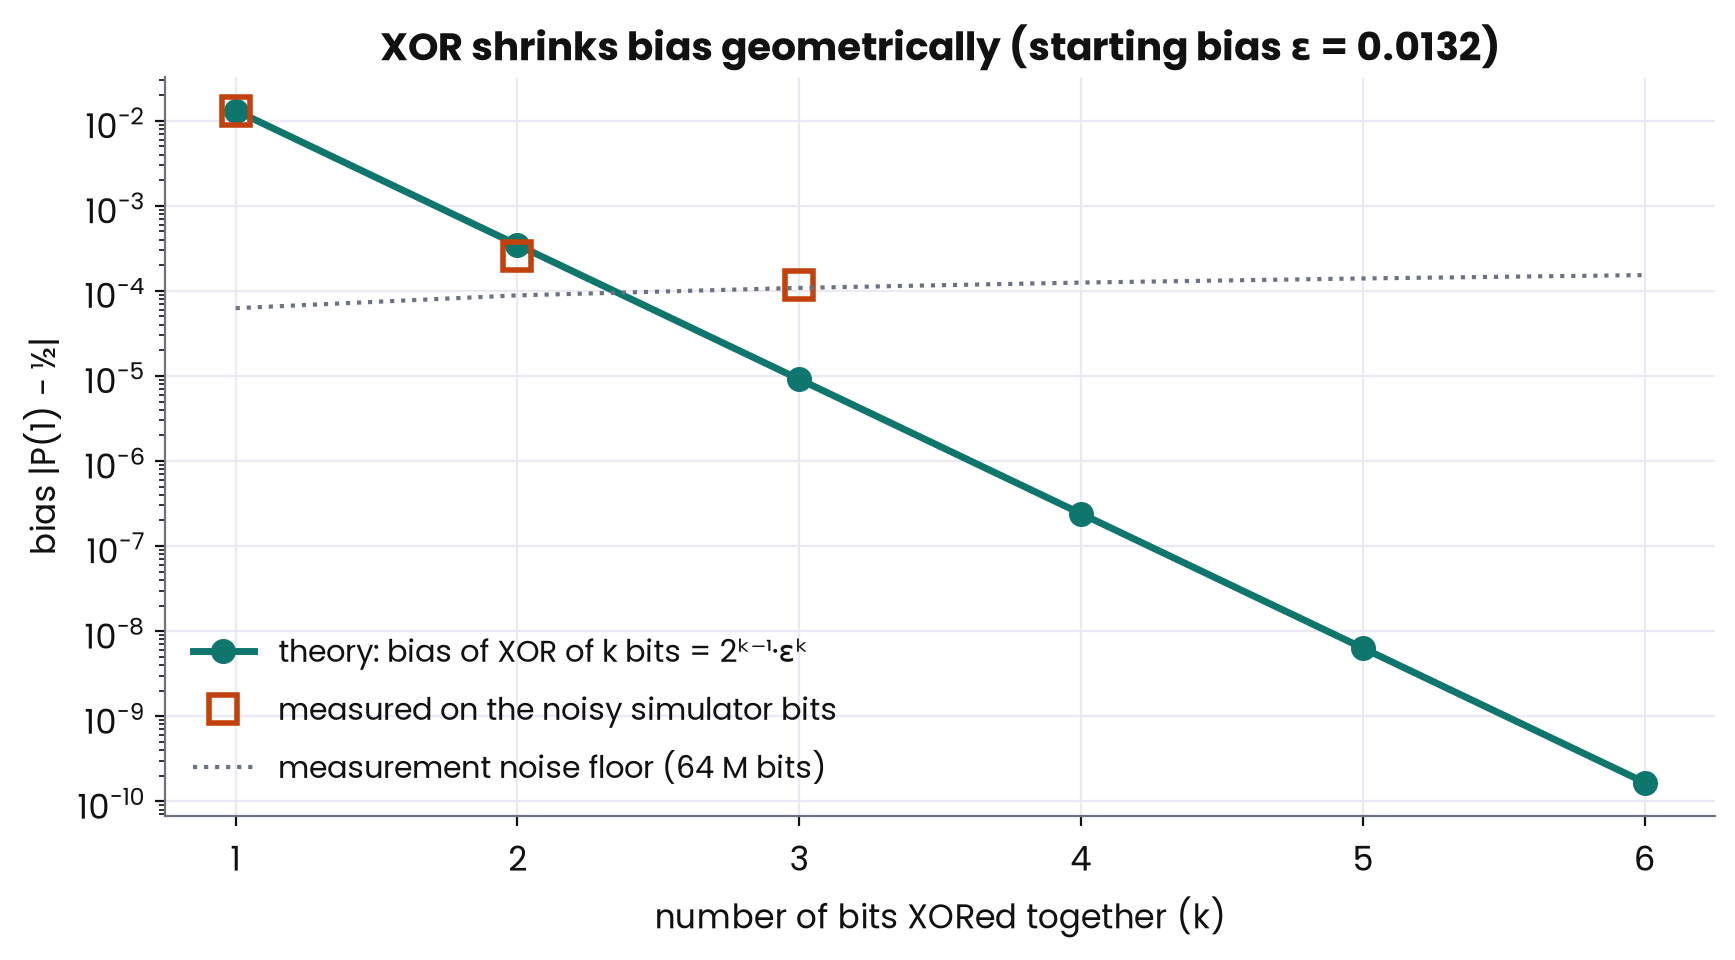 XOR shrinks bias geometrically (starting bias ε = 0.0132)
bias |P(1) − ½|
10⁻²
10⁻³
10⁻⁴
10⁻⁵
10⁻⁶
10⁻⁷
10⁻⁸
10⁻⁹
10⁻¹⁰
theory: bias of XOR of k bits = 2ᵏ⁻¹·εᵏ
measured on the noisy simulator bits
measurement noise floor (64 M bits)
1 2 3 4 5 6
number of bits XORed together (k)